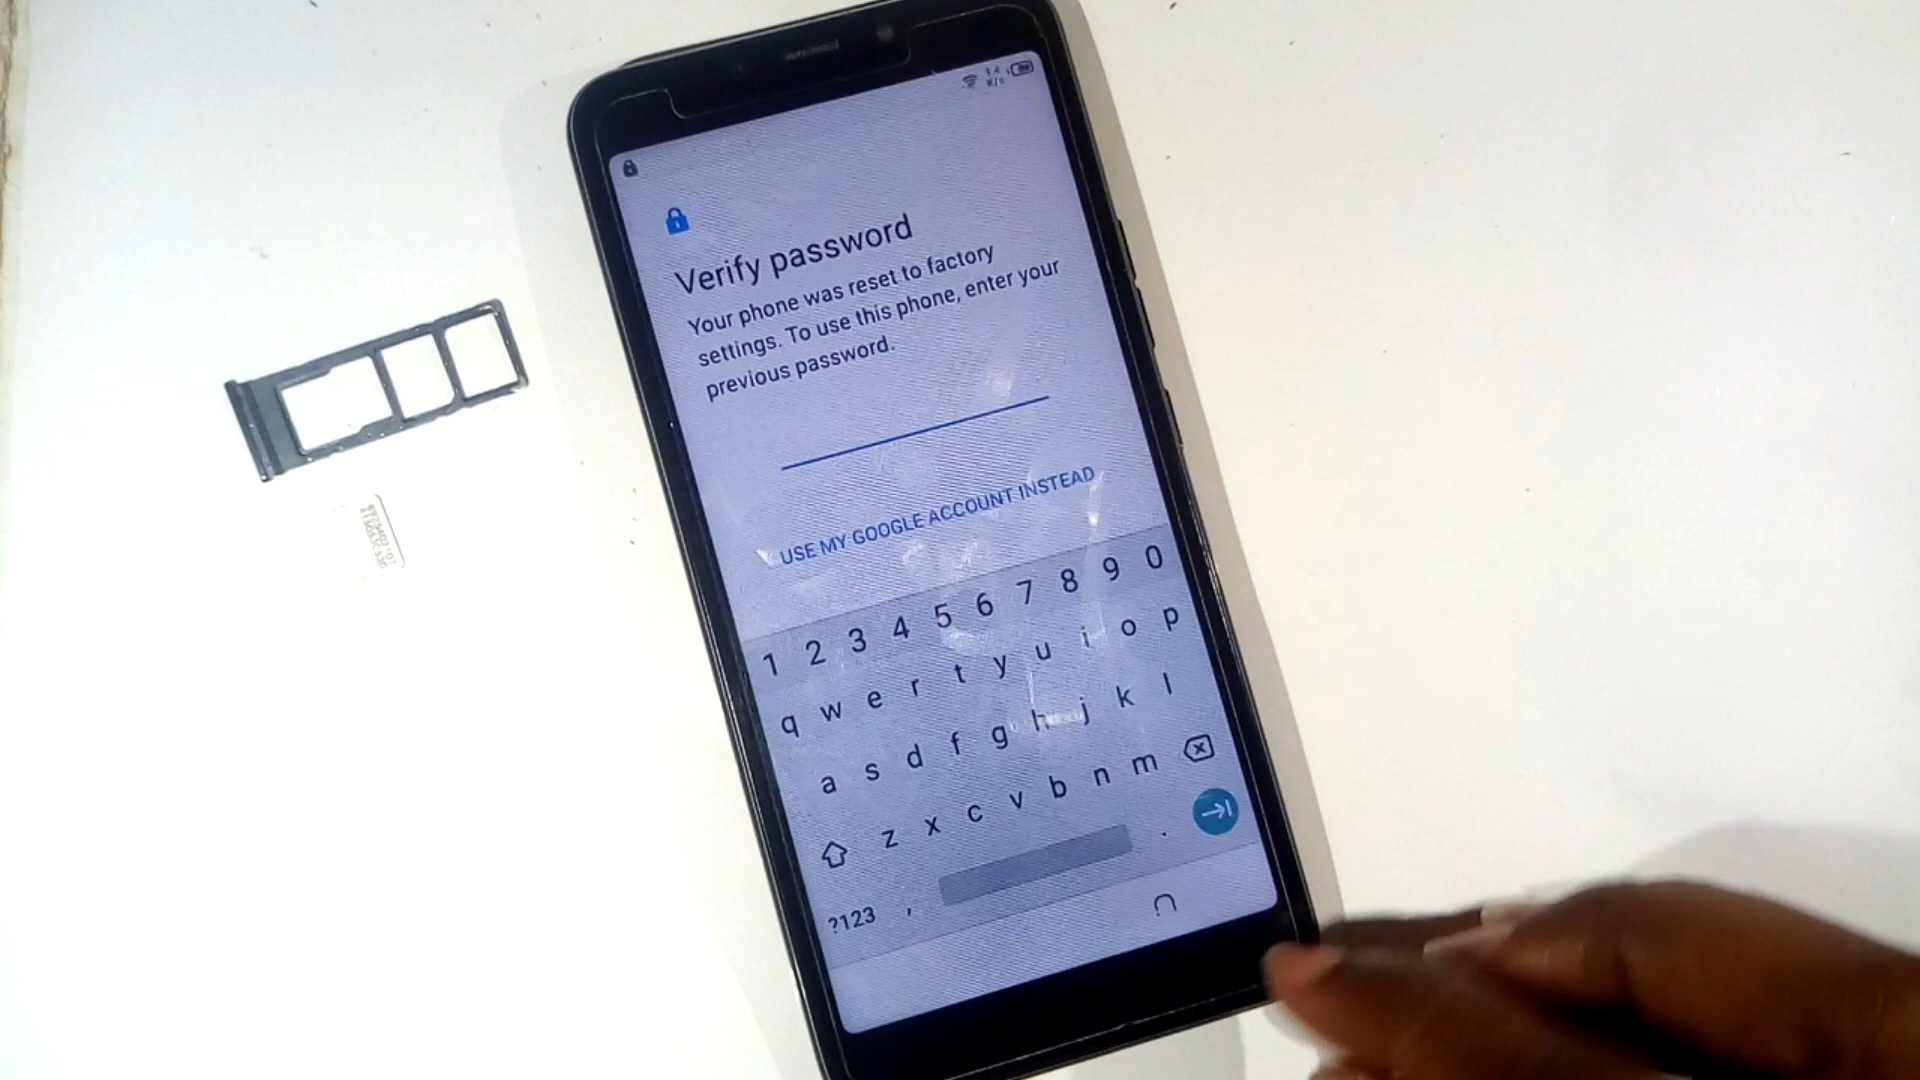 Verify password
Your phone was reset to factory
settings. To use this phone, enter your
previous password.
USE MY GOOGLE ACCOUNT INSTEAD
1 2 3 4 5 6 7 8 9 0
q w e r t y u i o p
a s d f g h j k l
z x c v b n m
?123 , .